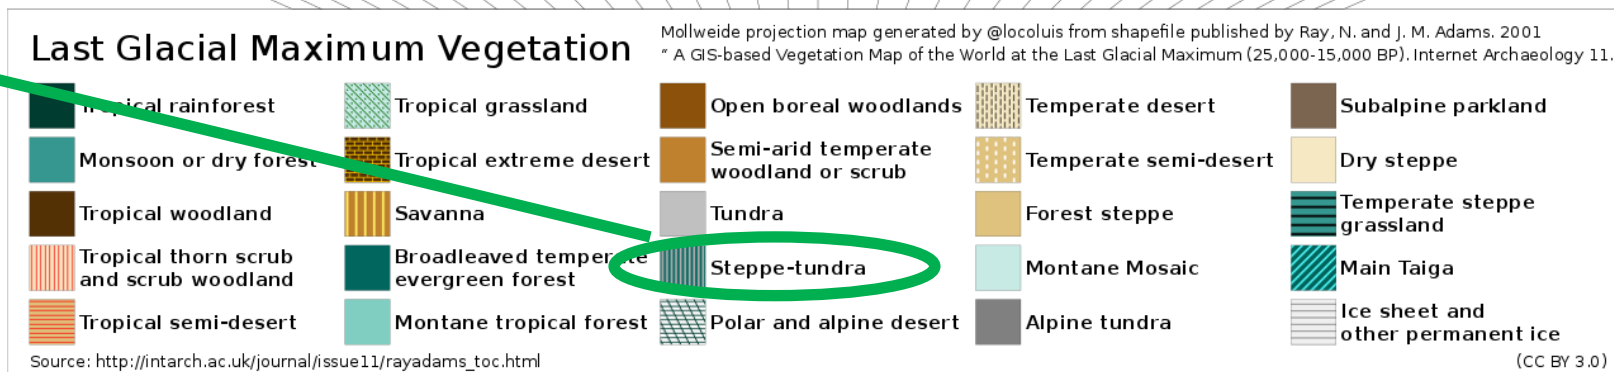 Last Glacial Maximum Vegetation
Mollweide projection map generated by @locoluis from shapefile published by Ray, N. and J. M. Adams. 2001
" A GIS-based Vegetation Map of the World at the Last Glacial Maximum (25,000-15,000 BP). Internet Archaeology 11.
Tropical rainforest
Monsoon or dry forest
Tropical woodland
Tropical thorn scrub
and scrub woodland
Tropical semi-desert
Tropical grassland
Tropical extreme desert
Savanna
Broadleaved temperate
evergreen forest
Montane tropical forest
Open boreal woodlands
Semi-arid temperate
woodland or scrub
Tundra
Steppe-tundra
Polar and alpine desert
Temperate desert
Temperate semi-desert
Forest steppe
Montane Mosaic
Alpine tundra
Subalpine parkland
Dry steppe
Temperate steppe
grassland
Main Taiga
Ice sheet and
other permanent ice
Source: http://intarch.ac.uk/journal/issue11/rayadams_toc.html
(CC BY 3.0)